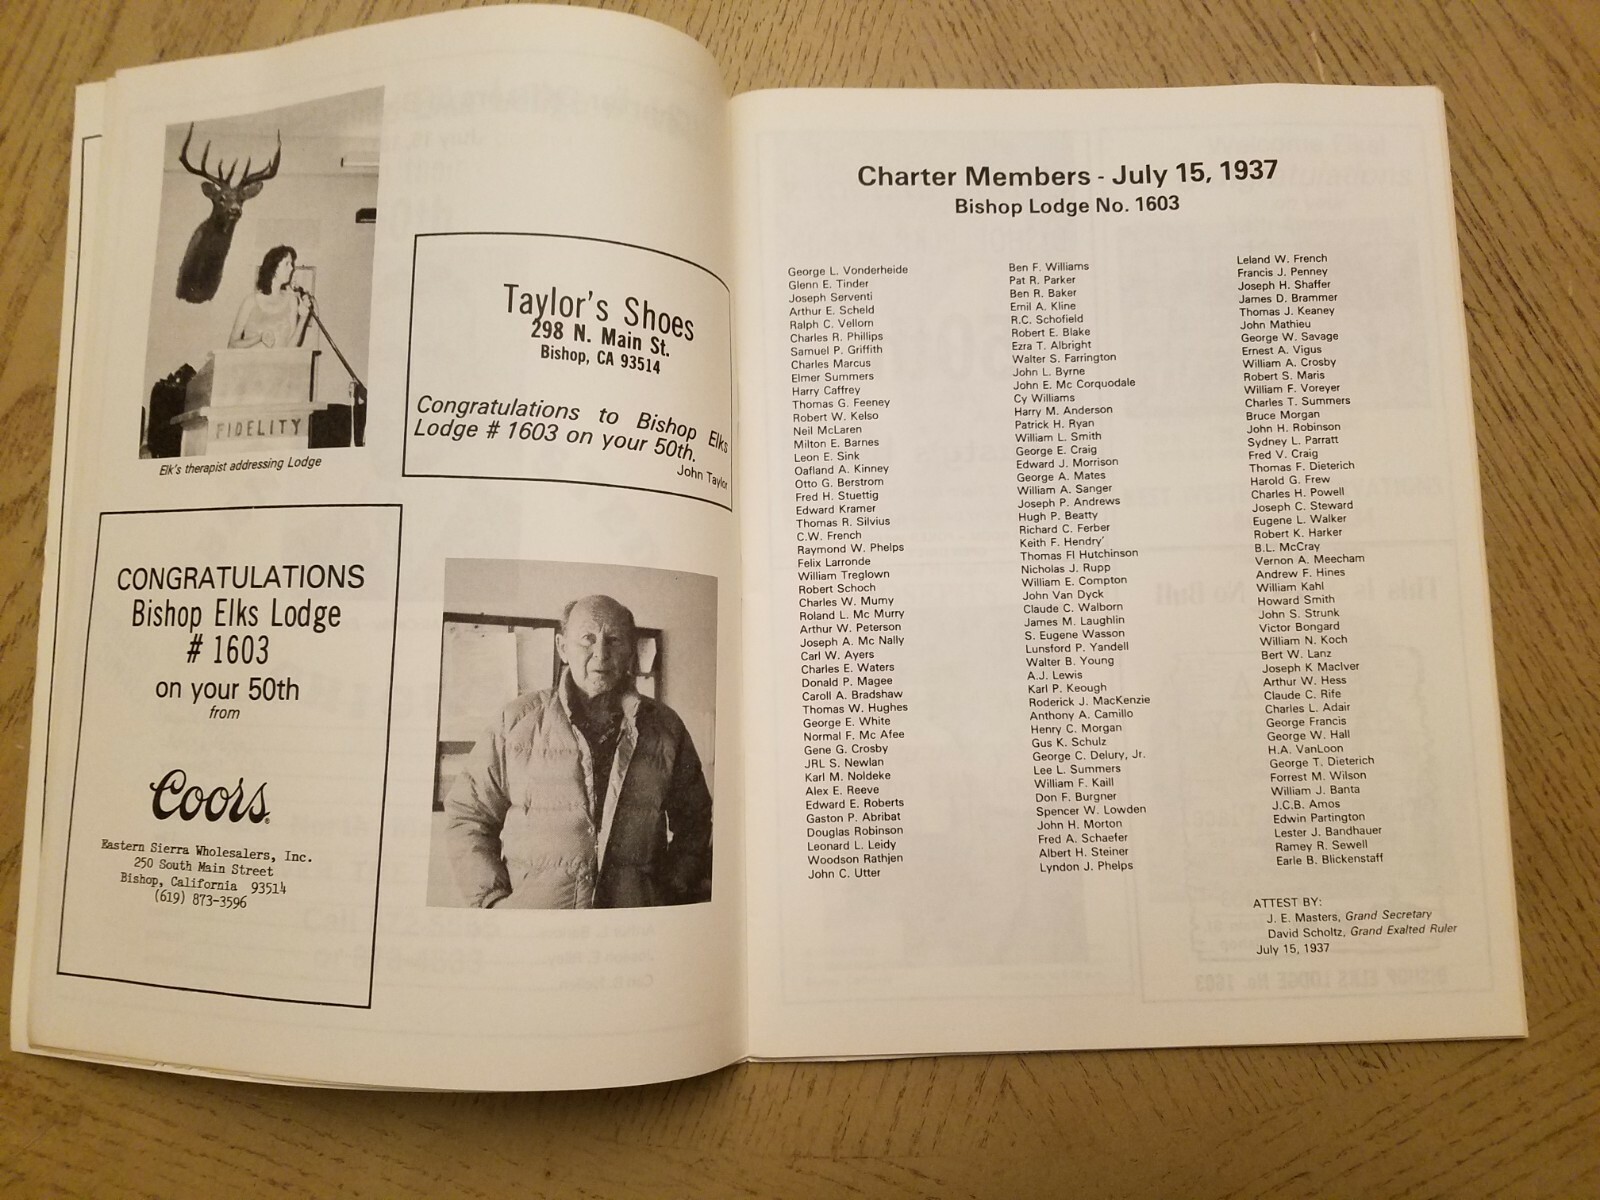 FIDELITY
Elk's therapist addressing Lodge
Taylor's Shoes
298 N. Main St.
Bishop, CA 93514
Congratulations to Bishop Elks
Lodge # 1603 on your 50th.
John Taylor
CONGRATULATIONS
Bishop Elks Lodge
# 1603
on your 50th
from
Coors®
Eastern Sierra Wholesalers, Inc.
250 South Main Street
Bishop, California 93514
(619) 873-3596
Charter Members - July 15, 1937
Bishop Lodge No. 1603
George L. Vonderheide
Glenn E. Tinder
Joseph Serventi
Arthur E. Scheld
Ralph C. Vellom
Charles R. Phillips
Samuel P. Griffith
Charles Marcus
Elmer Summers
Harry Caffrey
Thomas G. Feeney
Robert W. Kelso
Neil McLaren
Milton E. Barnes
Leon E. Sink
Oafland A. Kinney
Otto G. Berstrom
Fred H. Stuettig
Edward Kramer
Thomas R. Silvius
C.W. French
Raymond W. Phelps
Felix Larronde
William Treglown
Robert Schoch
Charles W. Mumy
Roland L. Mc Murry
Arthur W. Peterson
Joseph A. Mc Nally
Carl W. Ayers
Charles E. Waters
Donald P. Magee
Caroll A. Bradshaw
Thomas W. Hughes
George E. White
Normal F. Mc Afee
Gene G. Crosby
JRL S. Newlan
Karl M. Noldeke
Alex E. Reeve
Edward E. Roberts
Gaston P. Abribat
Douglas Robinson
Leonard L. Leidy
Woodson Rathjen
John C. Utter
Ben F. Williams
Pat R. Parker
Ben R. Baker
Emil A. Kline
R.C. Schofield
Robert E. Blake
Ezra T. Albright
Walter S. Farrington
John L. Byrne
John E. Mc Corquodale
Cy Williams
Harry M. Anderson
Patrick H. Ryan
William L. Smith
George E. Craig
Edward J. Morrison
George A. Mates
William A. Sanger
Joseph P. Andrews
Hugh P. Beatty
Richard C. Ferber
Keith F. Hendry'
Thomas Fl Hutchinson
Nicholas J. Rupp
William E. Compton
John Van Dyck
Claude C. Walborn
James M. Laughlin
S. Eugene Wasson
Lunsford P. Yandell
Walter B. Young
A.J. Lewis
Karl P. Keough
Roderick J. MacKenzie
Anthony A. Camillo
Henry C. Morgan
Gus K. Schulz
George C. Delury, Jr.
Lee L. Summers
William F. Kaill
Don F. Burgner
Spencer W. Lowden
John H. Morton
Fred A. Schaefer
Albert H. Steiner
Lyndon J. Phelps
Leland W. French
Francis J. Penney
Joseph H. Shaffer
James D. Brammer
Thomas J. Keaney
John Mathieu
George W. Savage
Ernest A. Vigus
William A. Crosby
Robert S. Maris
William F. Voreyer
Charles T. Summers
Bruce Morgan
John H. Robinson
Sydney L. Parratt
Fred V. Craig
Thomas F. Dieterich
Harold G. Frew
Charles H. Powell
Joseph C. Steward
Eugene L. Walker
Robert K. Harker
B.L. McCray
Vernon A. Meecham
Andrew F. Hines
William Kahl
Howard Smith
John S. Strunk
Victor Bongard
William N. Koch
Bert W. Lanz
Joseph K MacIver
Arthur W. Hess
Claude C. Rife
Charles L. Adair
George Francis
George W. Hall
H.A. VanLoon
George T. Dieterich
Forrest M. Wilson
William J. Banta
J.C.B. Amos
Edwin Partington
Lester J. Bandhauer
Ramey R. Sewell
Earle B. Blickenstaff
ATTEST BY:
J. E. Masters, Grand Secretary
David Scholtz, Grand Exalted Ruler
July 15, 1937